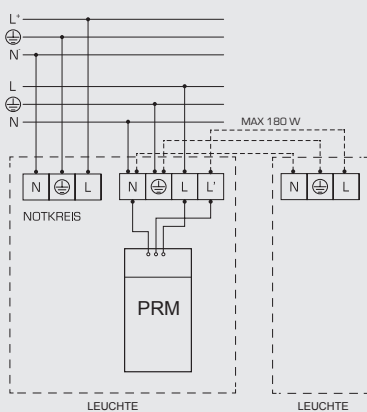 L+
N-
L
N
MAX 180 W
N L
N L L'
N L
NOTKREIS
PRM
LEUCHTE
LEUCHTE